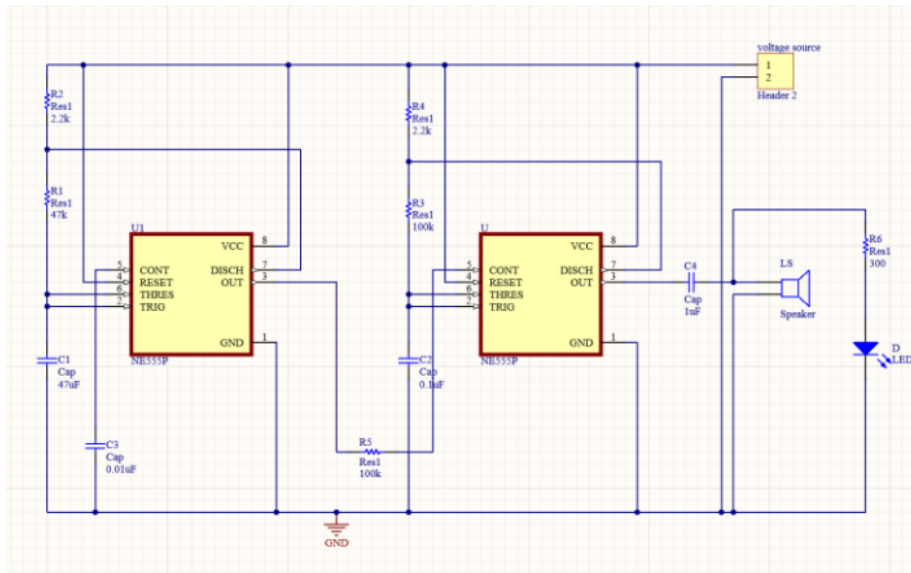 voltage source
1
2
Header 2
R2
Res1
2.2k
R4
Res1
2.2k
R1
Res1
47k
R3
Res1
100k
U1
VCC 8
5 CONT
DISCH 7
4 RESET
OUT 3
6 THRES
2 TRIG
GND 1
NE555P
U
VCC 8
5 CONT
DISCH 7
4 RESET
OUT 3
6 THRES
2 TRIG
GND 1
NE555P
C4
Cap
1uF
LS
Speaker
R6
Res1
300
D
LED
C1
Cap
47uF
C2
Cap
0.1uF
C3
Cap
0.01uF
R5
Res1
100k
GND